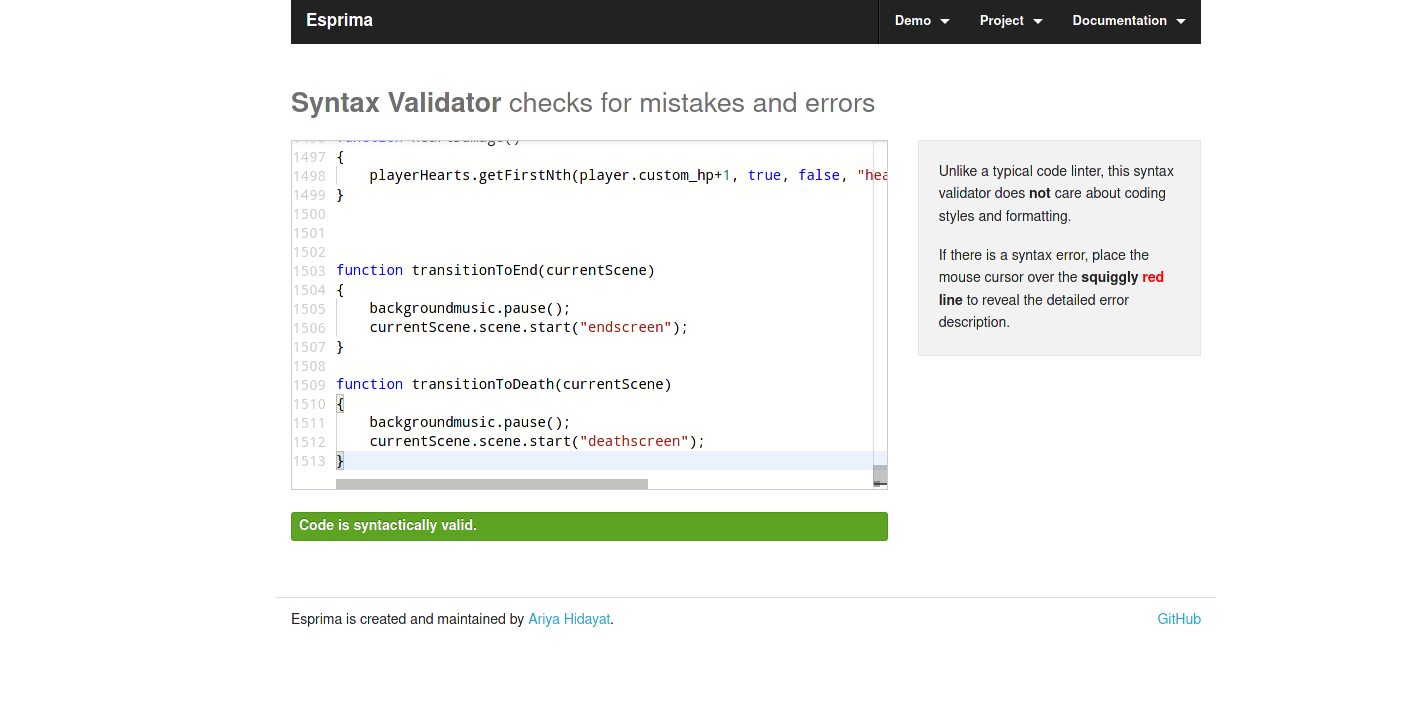 Esprima
Demo
Project
Documentation
Syntax Validator checks for mistakes and errors
1497 {
1498 playerHearts.getFirstNth(player.custom_hp+1, true, false, "hea
1499 }
1500
1501
1502
1503 function transitionToEnd(currentScene)
1504 {
1505 backgroundmusic.pause();
1506 currentScene.scene.start("endscreen");
1507 }
1508
1509 function transitionToDeath(currentScene)
1510 {
1511 backgroundmusic.pause();
1512 currentScene.scene.start("deathscreen");
1513 }
Code is syntactically valid.
Unlike a typical code linter, this syntax
validator does not care about coding
styles and formatting.
If there is a syntax error, place the
mouse cursor over the squiggly red
line to reveal the detailed error
description.
Esprima is created and maintained by Ariya Hidayat.
GitHub